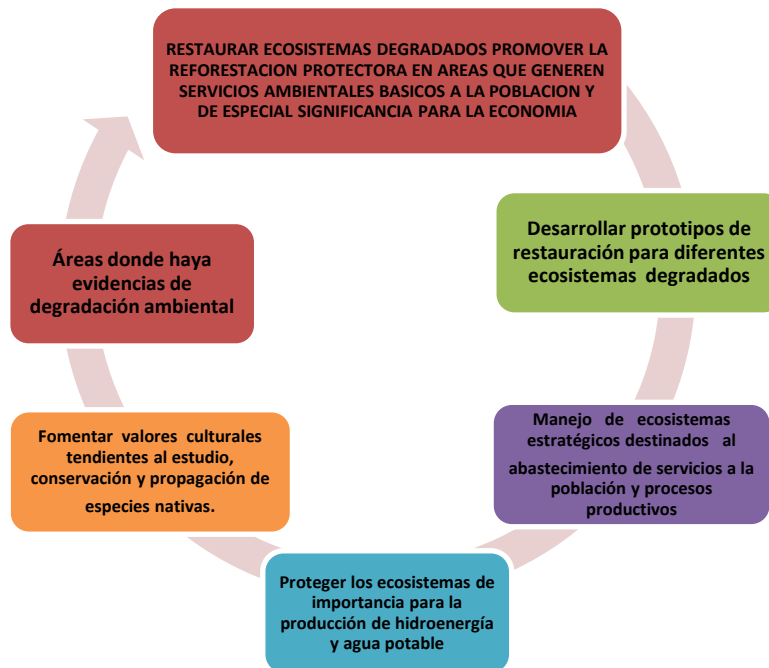 RESTAURAR ECOSISTEMAS DEGRADADOS PROMOVER LA
REFORESTACION PROTECTORA EN AREAS QUE GENEREN
SERVICIOS AMBIENTALES BASICOS A LA POBLACION Y
DE ESPECIAL SIGNIFICANCIA PARA LA ECONOMIA
Desarrollar prototipos de
restauración para diferentes
ecosistemas degradados
Manejo de ecosistemas
estratégicos destinados al
abastecimiento de servicios a la
población y procesos
productivos
Proteger los ecosistemas de
importancia para la
producción de hidroenergía
y agua potable
Fomentar valores culturales
tendientes al estudio,
conservación y propagación de
especies nativas.
Áreas donde haya
evidencias de
degradación ambiental